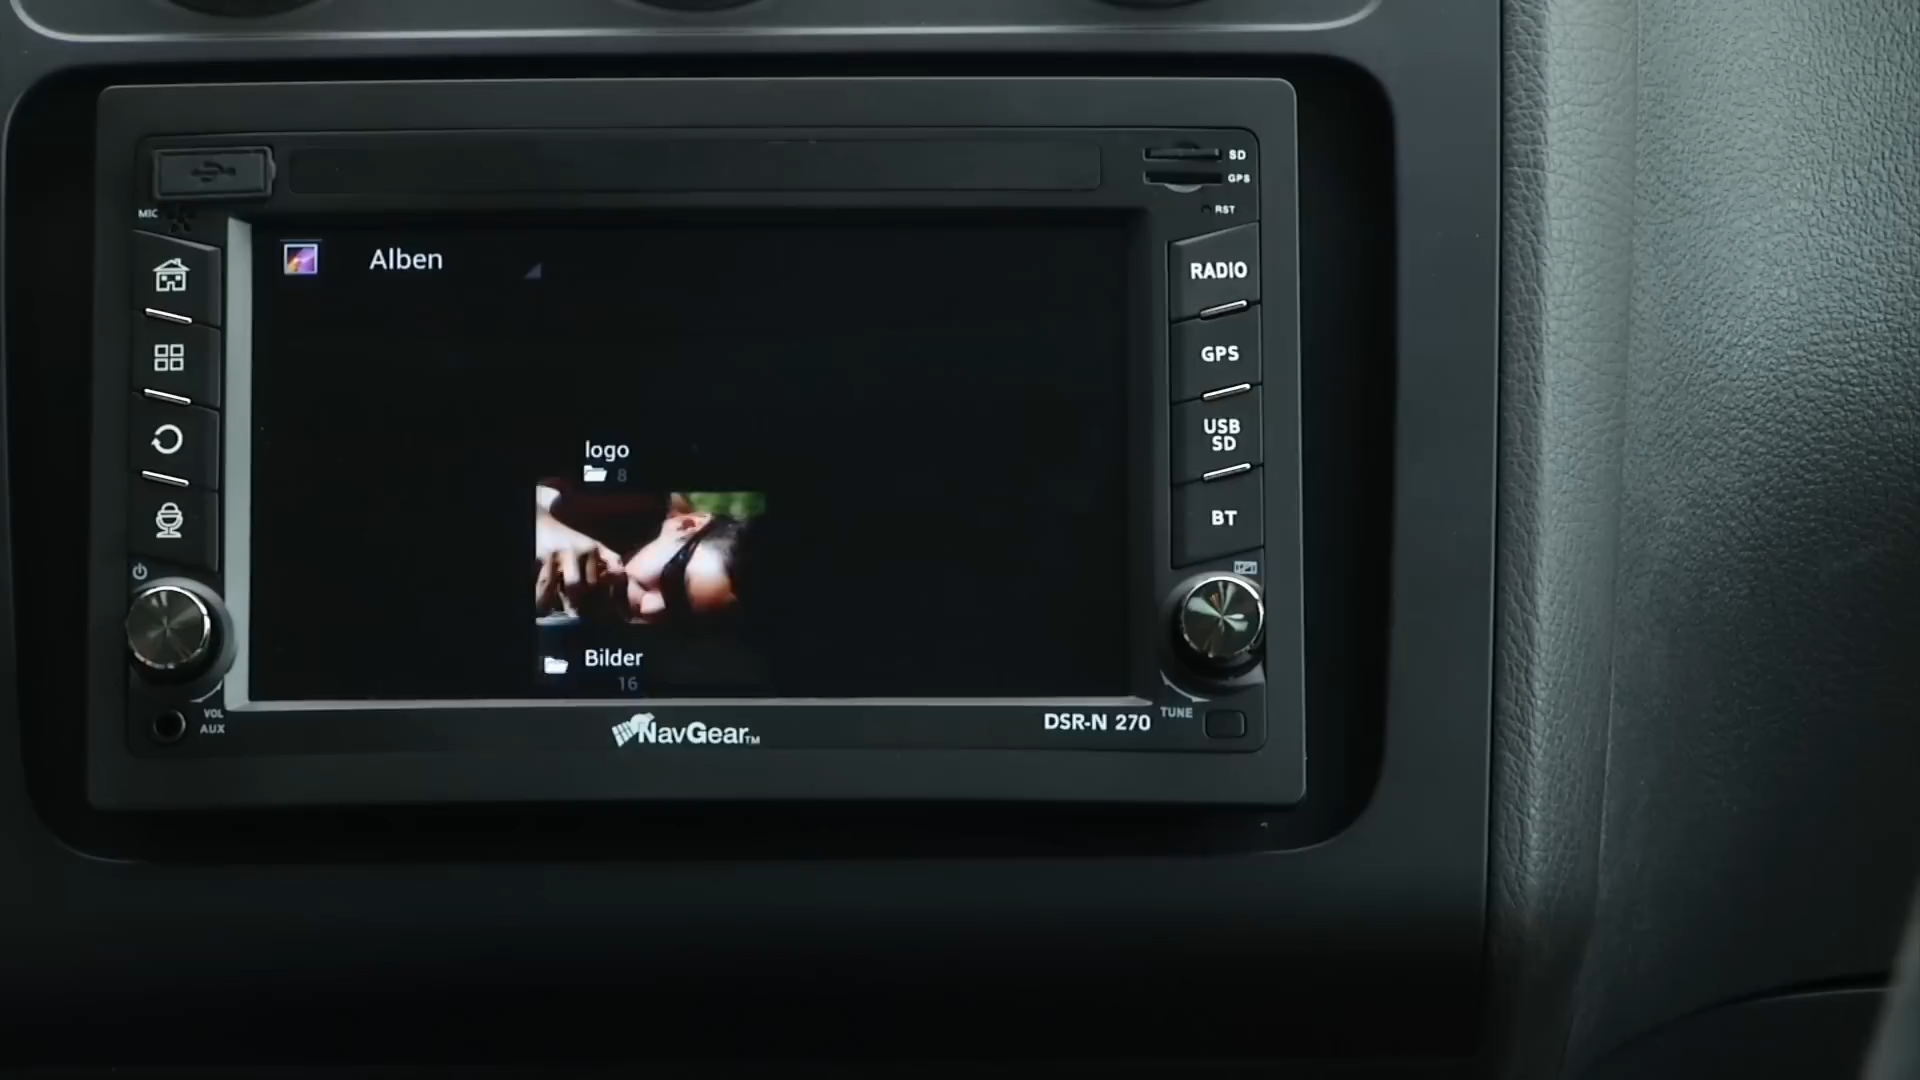 SD
GPS
MIC
RST
Alben
RADIO
GPS
logo
8
USB
SD
BT
Bilder
16
VOL
AUX
NavGear™
DSR-N 270
TUNE